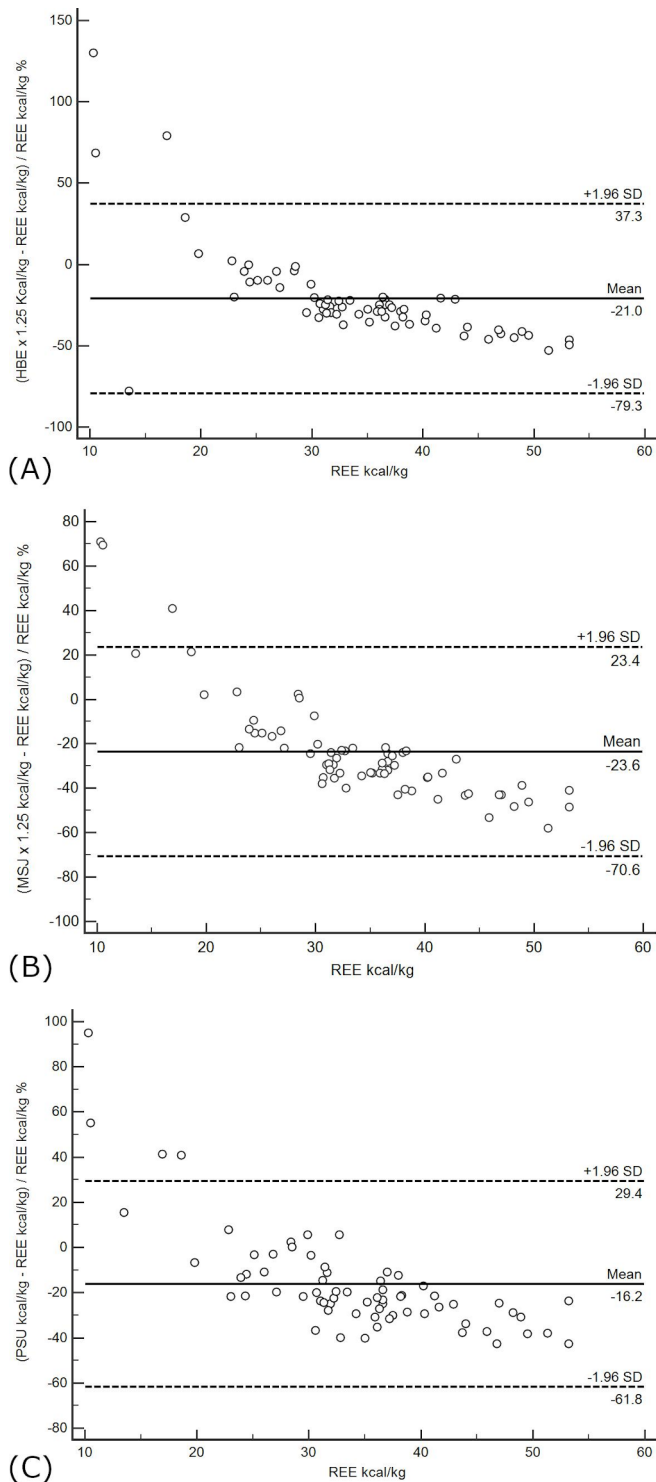 150
100
50
0
-50
-100
(HBE x 1.25 Kcal/kg - REE kcal/kg) / REE kcal/kg %
+1.96 SD
37.3
Mean
-21.0
-1.96 SD
-79.3
10 20 30 40 50 60
REE kcal/kg
(A)
80
60
40
20
0
-20
-40
-60
-80
-100
(MSJ x 1.25 kcal/kg - REE kcal/kg) / REE kcal/kg %
+1.96 SD
23.4
Mean
-23.6
-1.96 SD
-70.6
10 20 30 40 50 60
REE kcal/kg
(B)
100
80
60
40
20
0
-20
-40
-60
-80
(PSU kcal/kg - REE kcal/kg) / REE kcal/kg %
+1.96 SD
29.4
Mean
-16.2
-1.96 SD
-61.8
10 20 30 40 50 60
REE kcal/kg
(C)